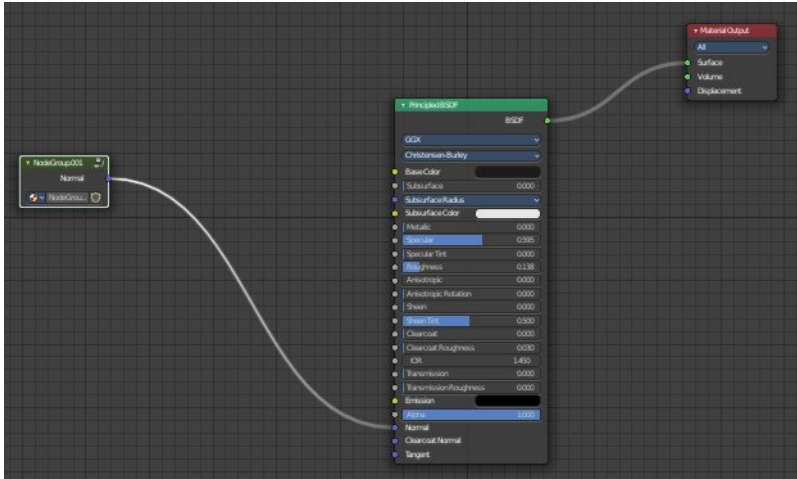 Material Output
All
Surface
Volume
Displacement
Principled BSDF
BSDF
GGX
Christensen-Burley
Base Color
Subsurface 0.000
Subsurface Radius
Subsurface Color
Metallic 0.000
Specular 0.595
Specular Tint 0.000
Roughness 0.138
Anisotropic 0.000
Anisotropic Rotation 0.000
Sheen 0.000
Sheen Tint 0.500
Clearcoat 0.000
Clearcoat Roughness 0.030
IOR 1.450
Transmission 0.000
Transmission Roughness 0.000
Emission
Alpha 1.000
Normal
Clearcoat Normal
Tangent
NodeGroup.001
Normal
NodeGrou...